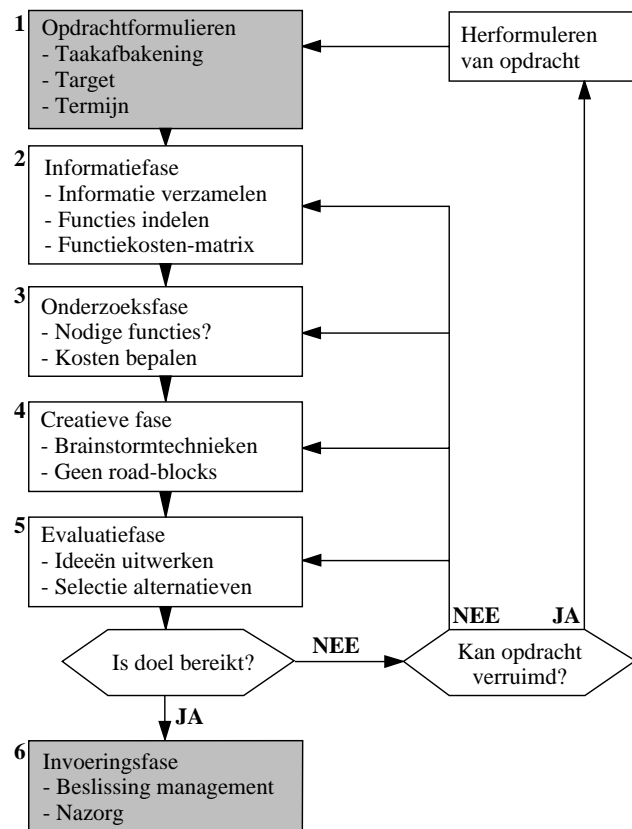 1
Opdrachtformulieren
- Taakafbakening
- Target
- Termijn
Herformuleren
van opdracht
2
Informatiefase
- Informatie verzamelen
- Functies indelen
- Functiekosten-matrix
3
Onderzoeksfase
- Nodige functies?
- Kosten bepalen
4
Creatieve fase
- Brainstormtechnieken
- Geen road-blocks
5
Evaluatiefase
- Ideeën uitwerken
- Selectie alternatieven
Is doel bereikt?
NEE
NEE
JA
Kan opdracht
verruimd?
JA
6
Invoeringsfase
- Beslissing management
- Nazorg